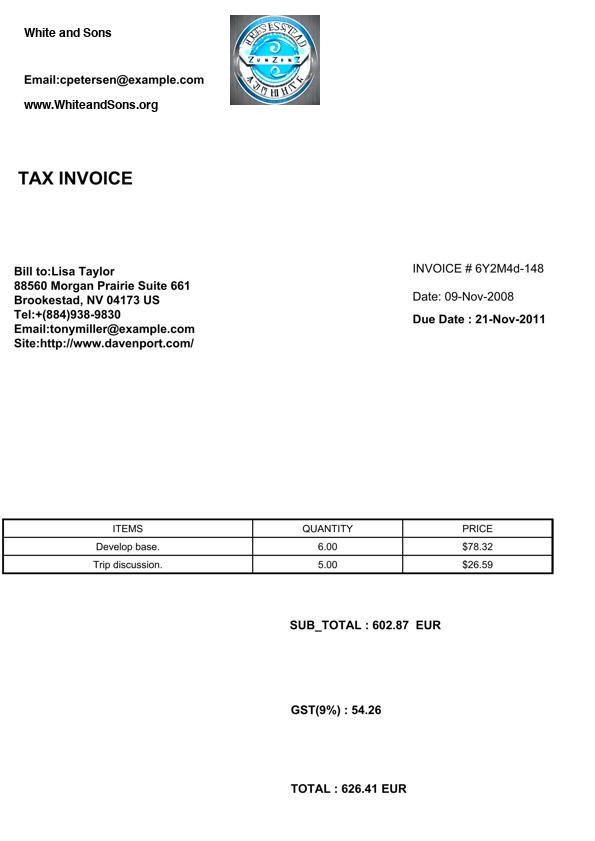 White and Sons
Email:cpetersen@example.com
www.WhiteandSons.org
TAX INVOICE
Bill to:Lisa Taylor
88560 Morgan Prairie Suite 661
Brookestad, NV 04173 US
Tel:+(884)938-9830
Email:tonymiller@example.com
Site:http://www.davenport.com/
INVOICE # 6Y2M4d-148
Date: 09-Nov-2008
Due Date : 21-Nov-2011
ITEMS QUANTITY PRICE
Develop base. 6.00 $78.32
Trip discussion. 5.00 $26.59
SUB_TOTAL : 602.87 EUR
GST(9%) : 54.26
TOTAL : 626.41 EUR